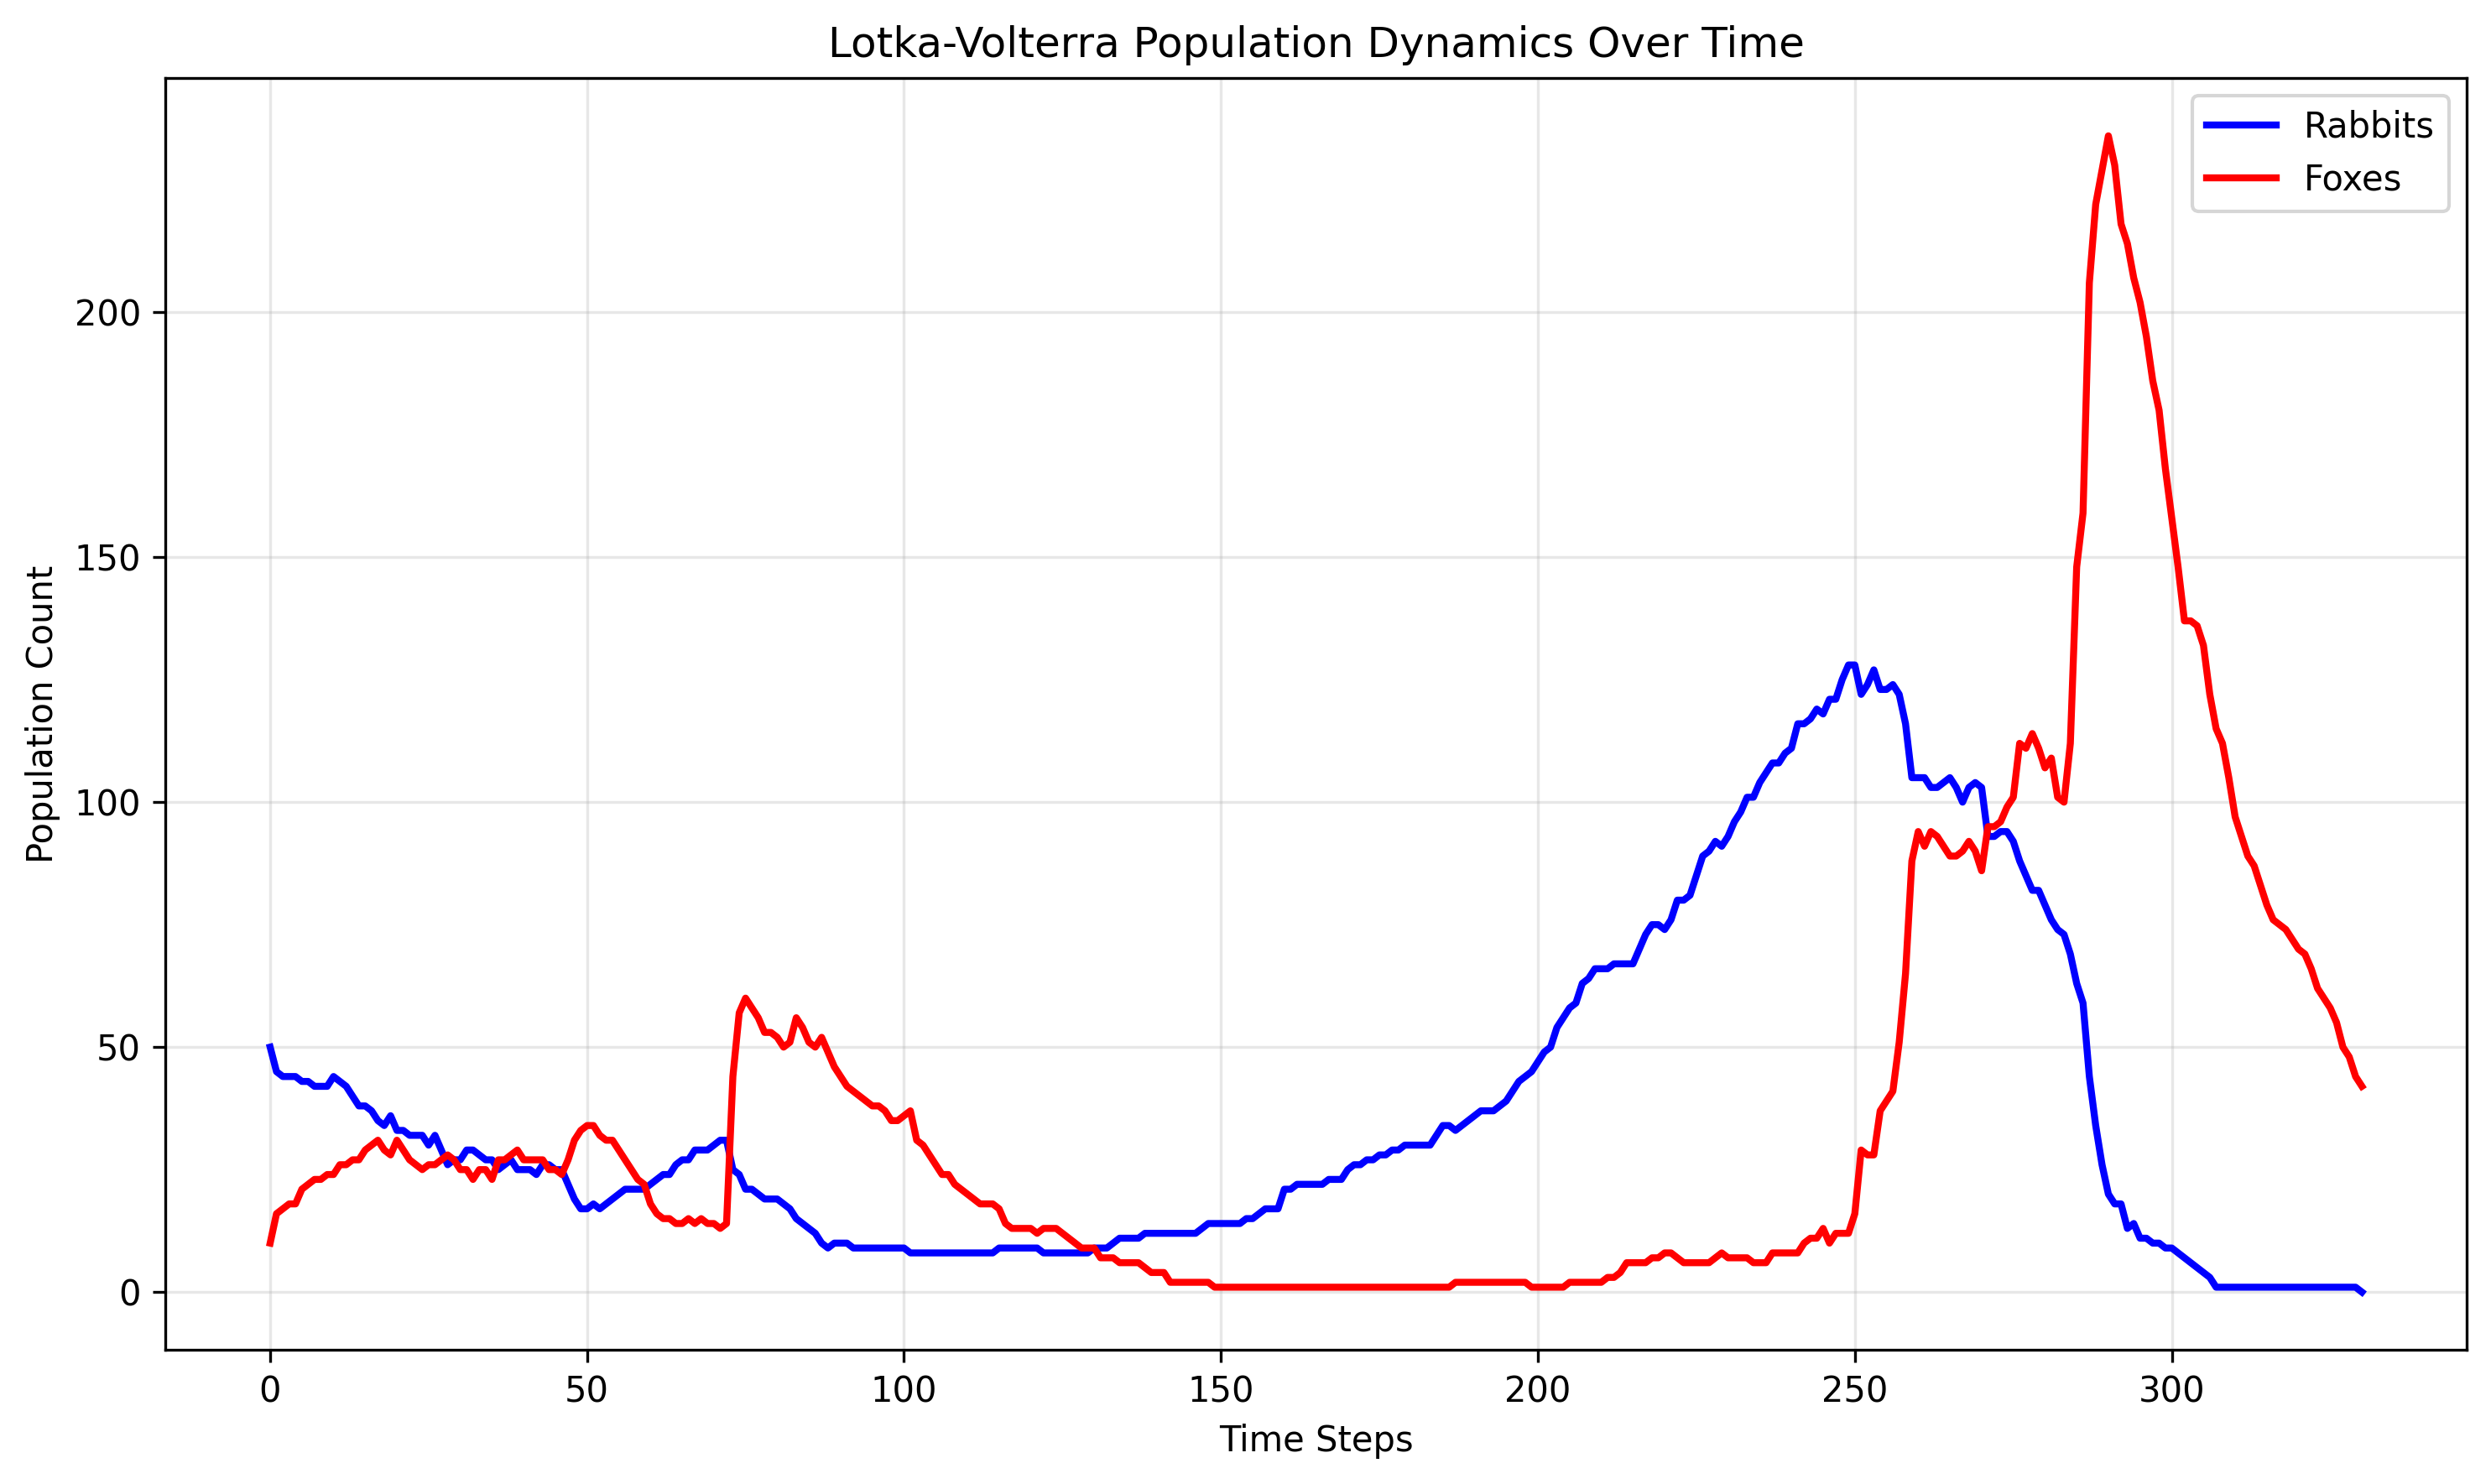 Lotka-Volterra Population Dynamics Over Time
Rabbits
Foxes
Population Count
200
150
100
50
0
0 50 100 150 200 250 300
Time Steps